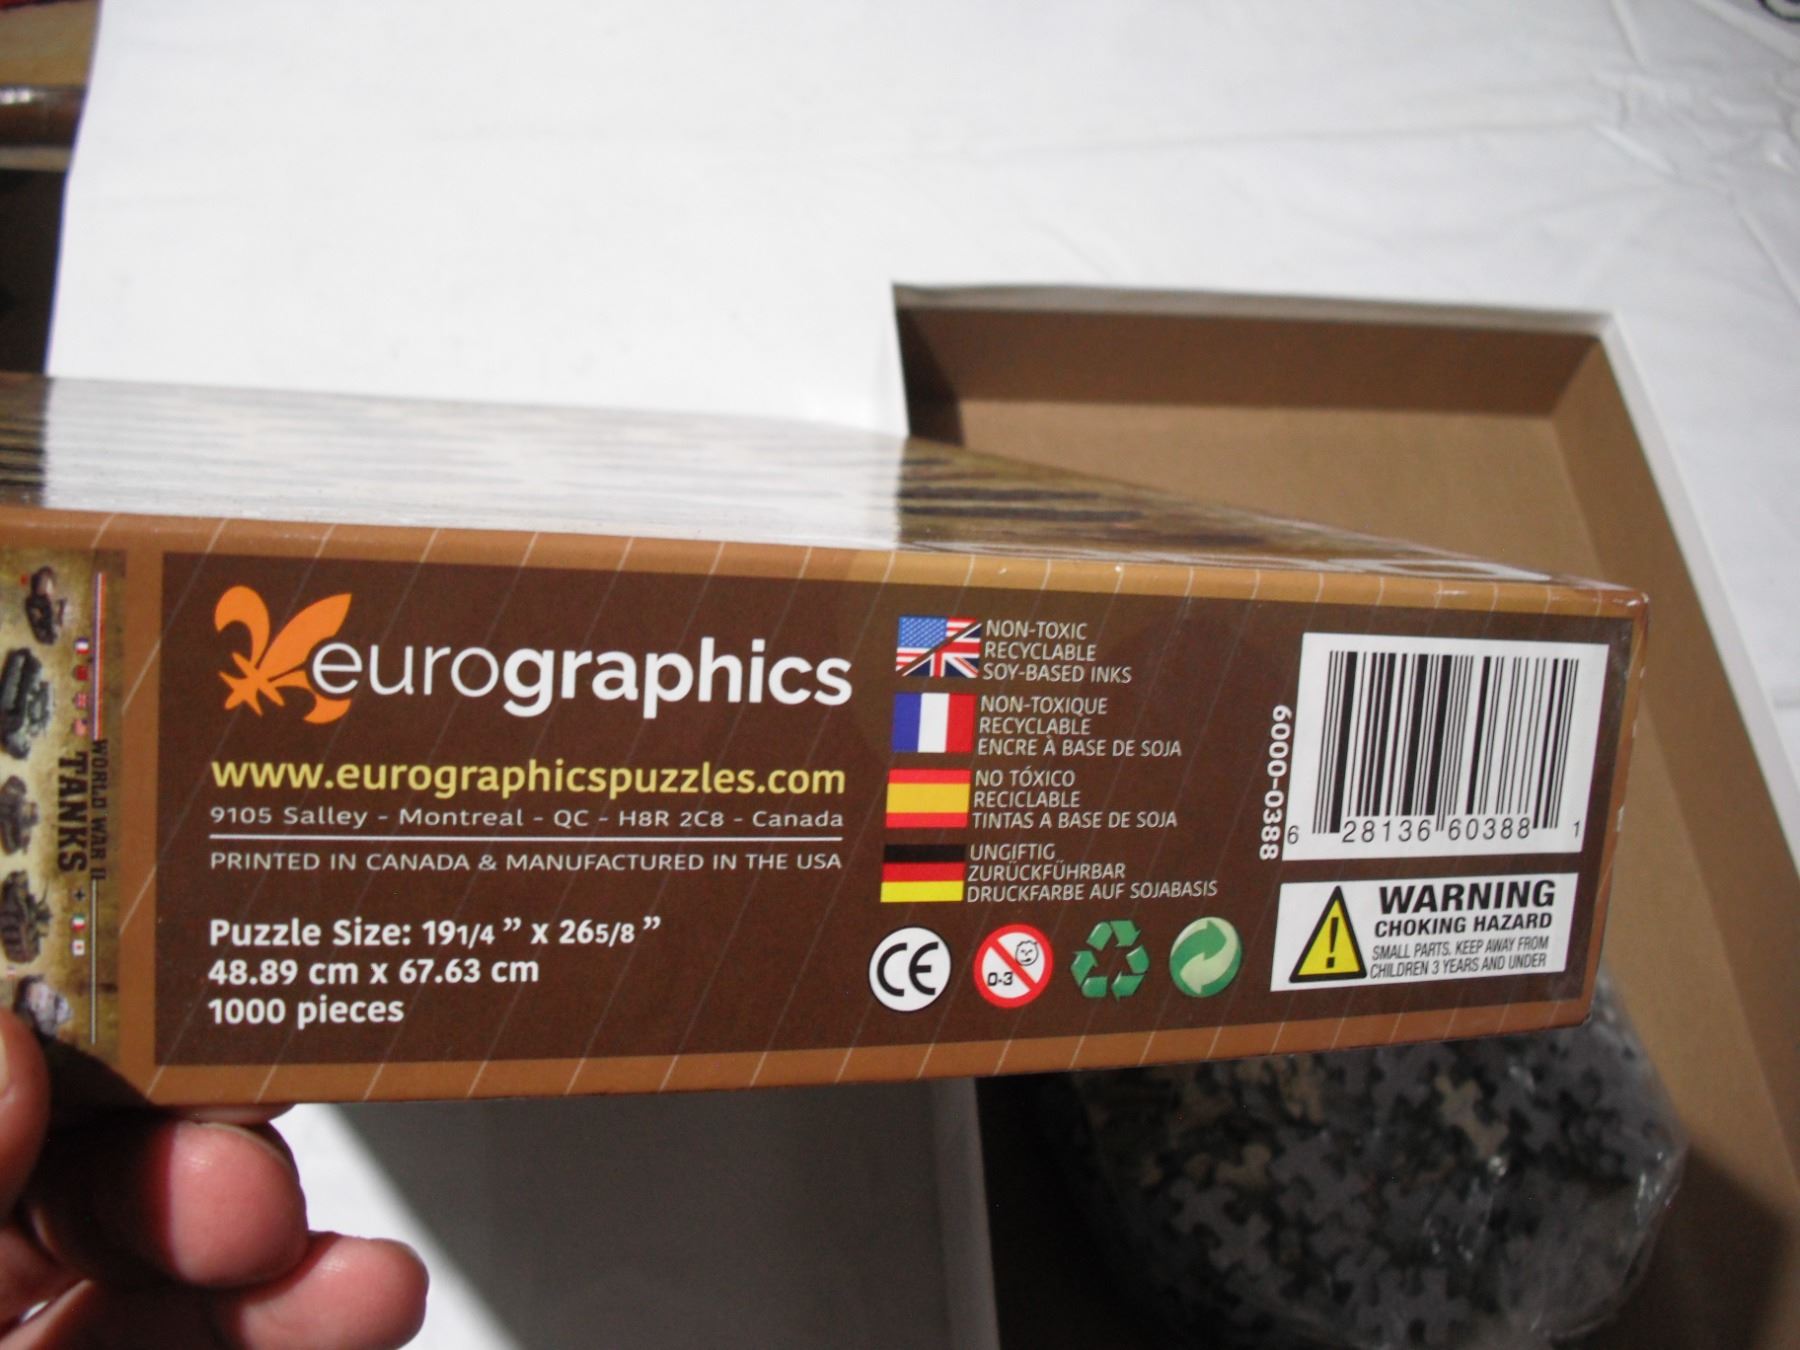 WORLD WAR II
TANKS
eurographics
www.eurographicspuzzles.com
9105 Salley - Montreal - QC - H8R 2C8 - Canada
PRINTED IN CANADA & MANUFACTURED IN THE USA
Puzzle Size: 19 1/4 ” x 26 5/8 ”
48.89 cm x 67.63 cm
1000 pieces
NON-TOXIC
RECYCLABLE
SOY-BASED INKS
NON-TOXIQUE
RECYCLABLE
ENCRE À BASE DE SOJA
NO TÓXICO
RECICLABLE
TINTAS A BASE DE SOJA
UNGIFTIG
ZURÜCKFÜHRBAR
DRUCKFARBE AUF SOJABASIS
CE
0-3
6000-0388
6 28136 60388 1
WARNING
CHOKING HAZARD
SMALL PARTS. KEEP AWAY FROM
CHILDREN 3 YEARS AND UNDER